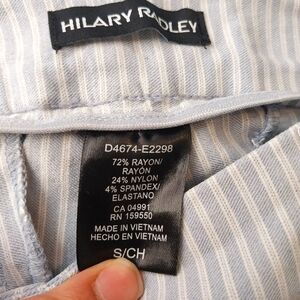 HILARY RADLEY
D4674-E2298
72% RAYON/
RAYÓN
24% NYLON
4% SPANDEX/
ELASTANO
CA 04991
RN 159550
MADE IN VIETNAM
HECHO EN VIETNAM
S/CH